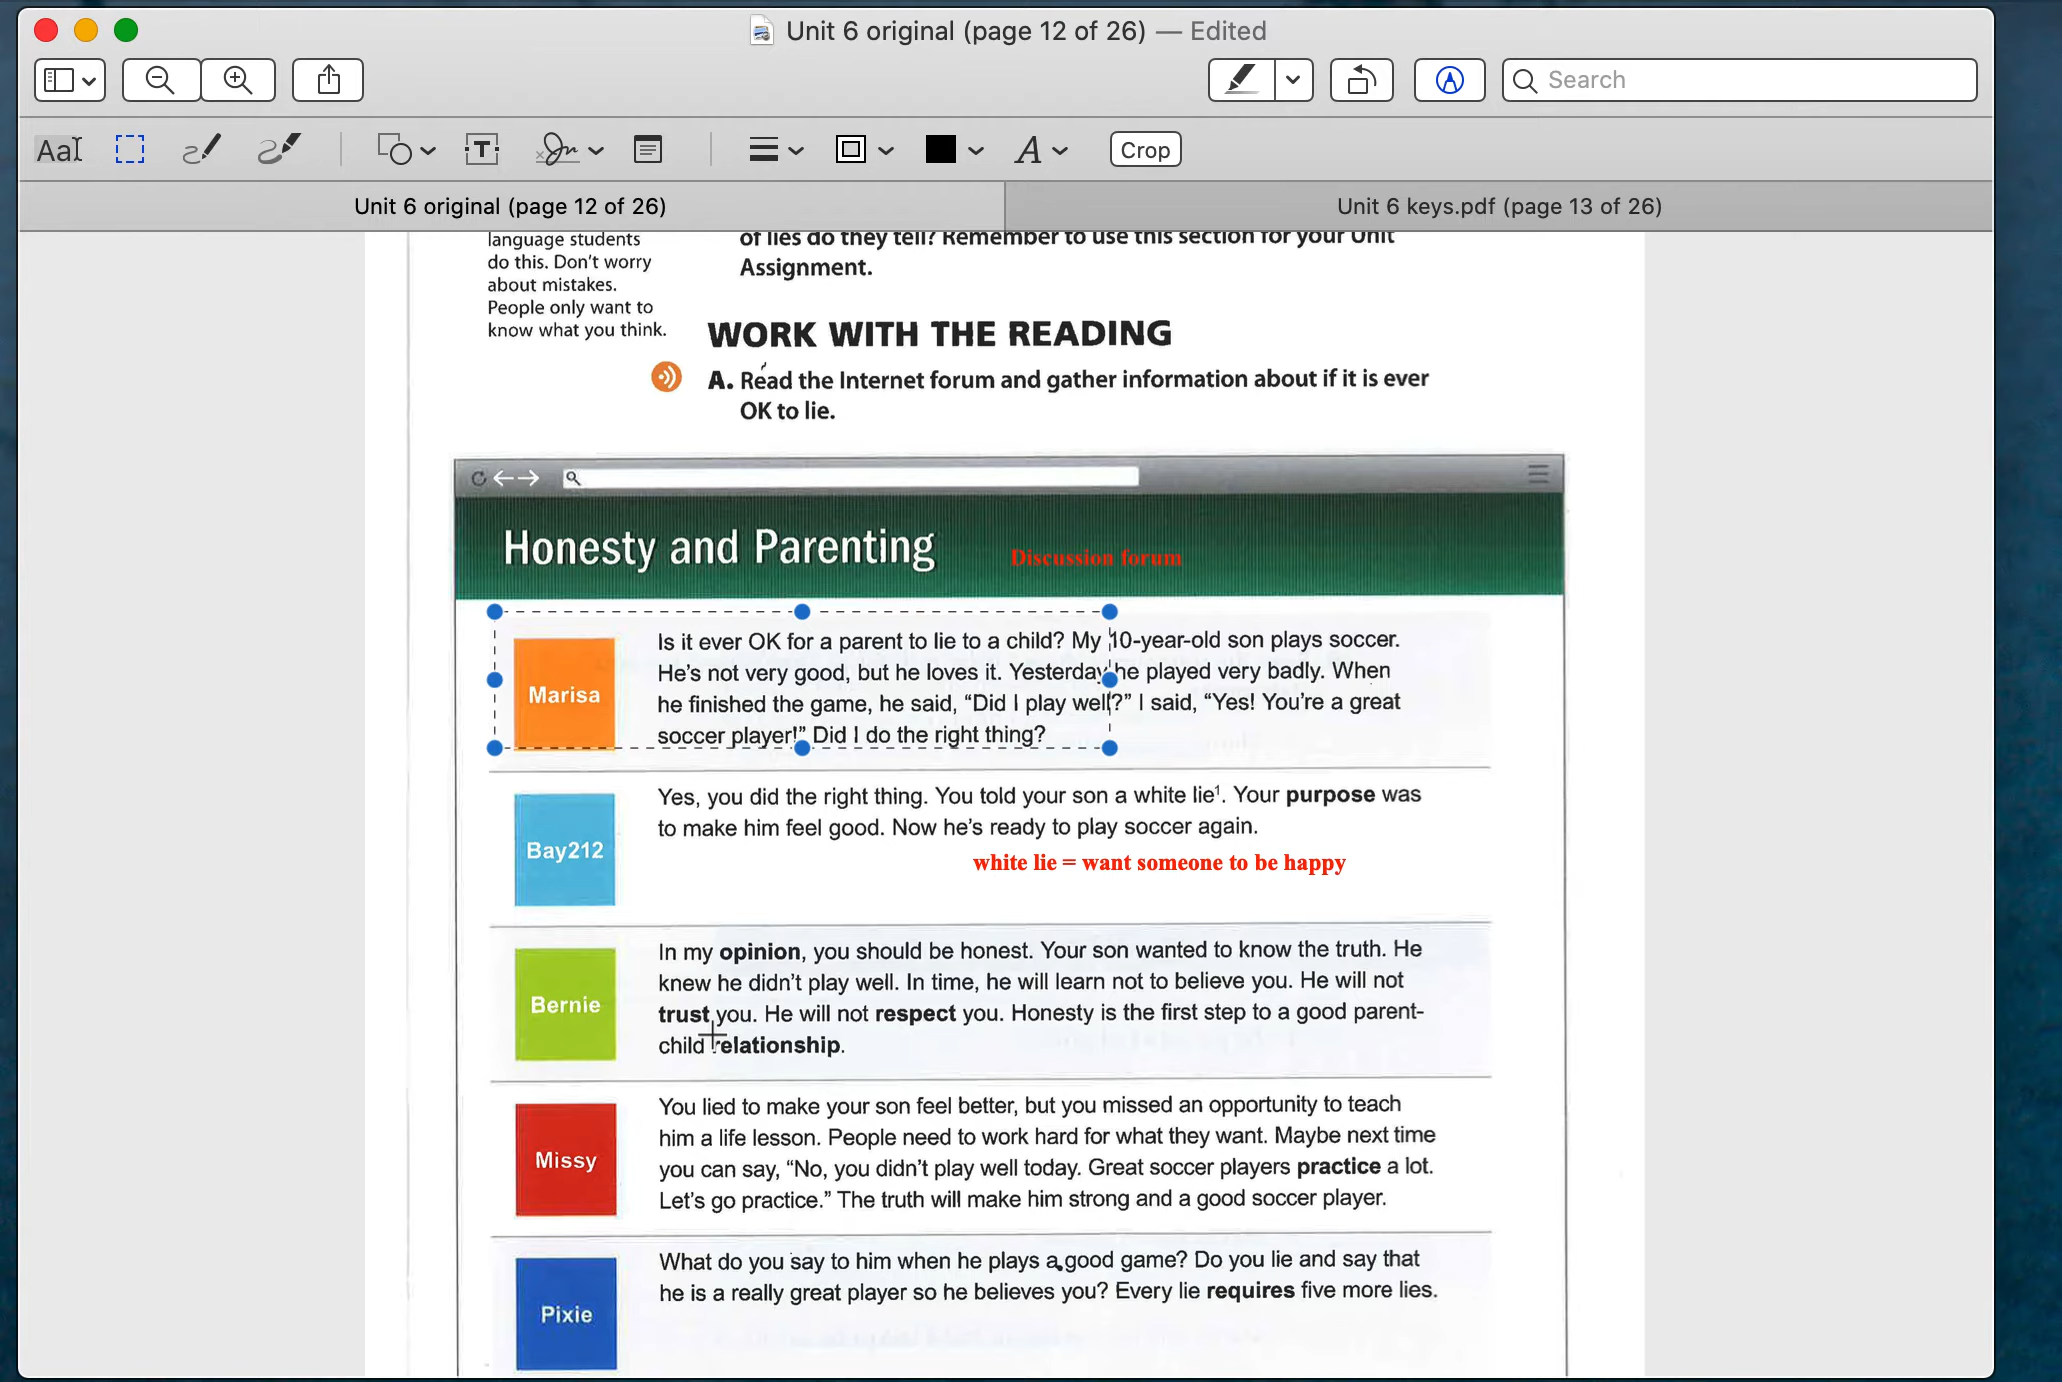 Unit 6 original (page 12 of 26) — Edited
Search
Aa
T
A
Crop
Unit 6 original (page 12 of 26)
Unit 6 keys.pdf (page 13 of 26)
language students
do this. Don't worry
about mistakes.
People only want to
know what you think.
of lies do they tell? Remember to use this section for your Unit
Assignment.
WORK WITH THE READING
A. Read the Internet forum and gather information about if it is ever
OK to lie.
Honesty and Parenting
Discussion forum
Marisa
Is it ever OK for a parent to lie to a child? My 10-year-old son plays soccer.
He's not very good, but he loves it. Yesterday he played very badly. When
he finished the game, he said, “Did I play well?” I said, “Yes! You're a great
soccer player!” Did I do the right thing?
Bay212
Yes, you did the right thing. You told your son a white lie¹. Your purpose was
to make him feel good. Now he's ready to play soccer again.
white lie = want someone to be happy
Bernie
In my opinion, you should be honest. Your son wanted to know the truth. He
knew he didn't play well. In time, he will learn not to believe you. He will not
trust you. He will not respect you. Honesty is the first step to a good parent-
child relationship.
Missy
You lied to make your son feel better, but you missed an opportunity to teach
him a life lesson. People need to work hard for what they want. Maybe next time
you can say, “No, you didn't play well today. Great soccer players practice a lot.
Let's go practice.” The truth will make him strong and a good soccer player.
Pixie
What do you say to him when he plays a good game? Do you lie and say that
he is a really great player so he believes you? Every lie requires five more lies.